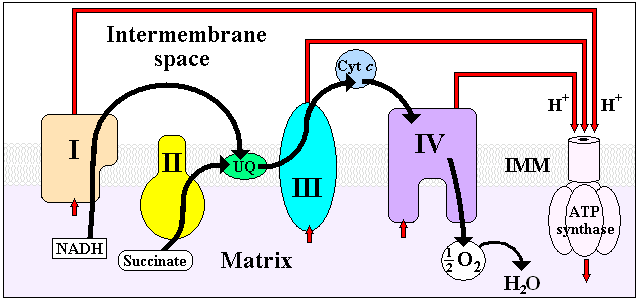 Intermembrane
space
Cyt c
H+ H+
I
II
UQ
III
IV
IMM
ATP
synthase
NADH
Succinate
Matrix
1/2 O2
H2O